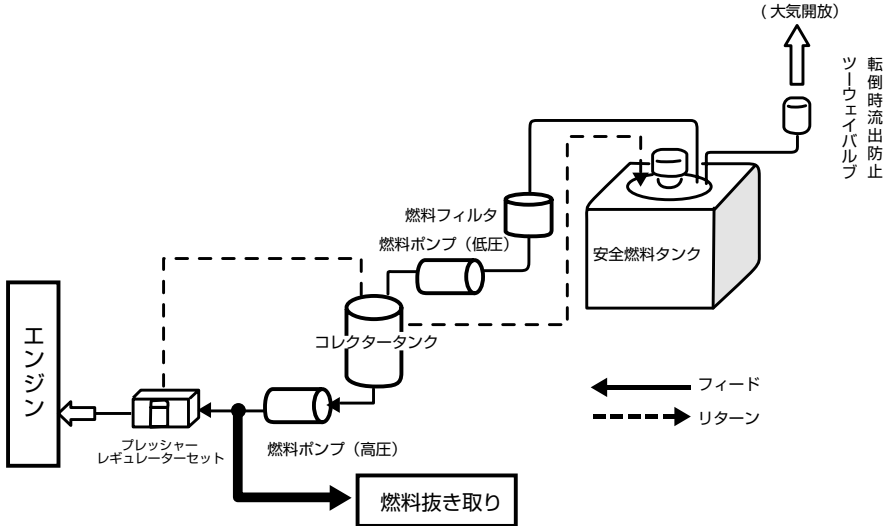 (大気開放)
転倒時流出防止
ツーウェイバルブ
燃料フィルタ
燃料ポンプ（低圧）
安全燃料タンク
コレクタータンク
エンジン
フィード
リターン
プレッシャー
レギュレーターセット
燃料ポンプ（高圧）
燃料抜き取り